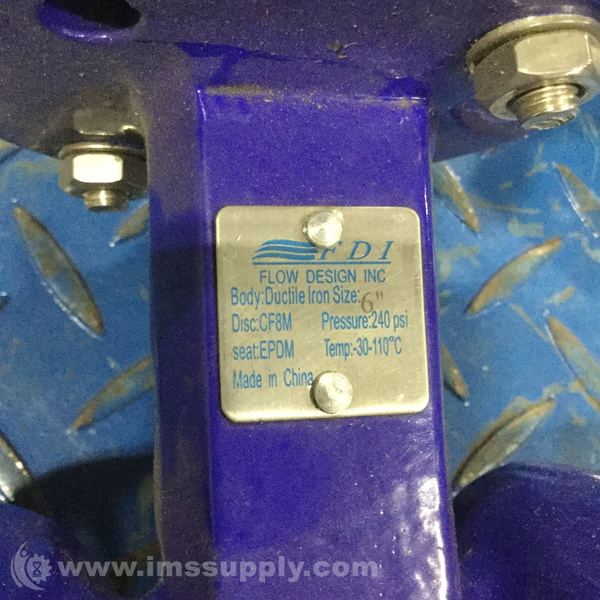 FDI
FLOW DESIGN INC
Body:Ductile Iron Size: 6"
Disc:CF8M Pressure:240 psi
seat:EPDM Temp:-30-110°C
Made in China
www.imssupply.com